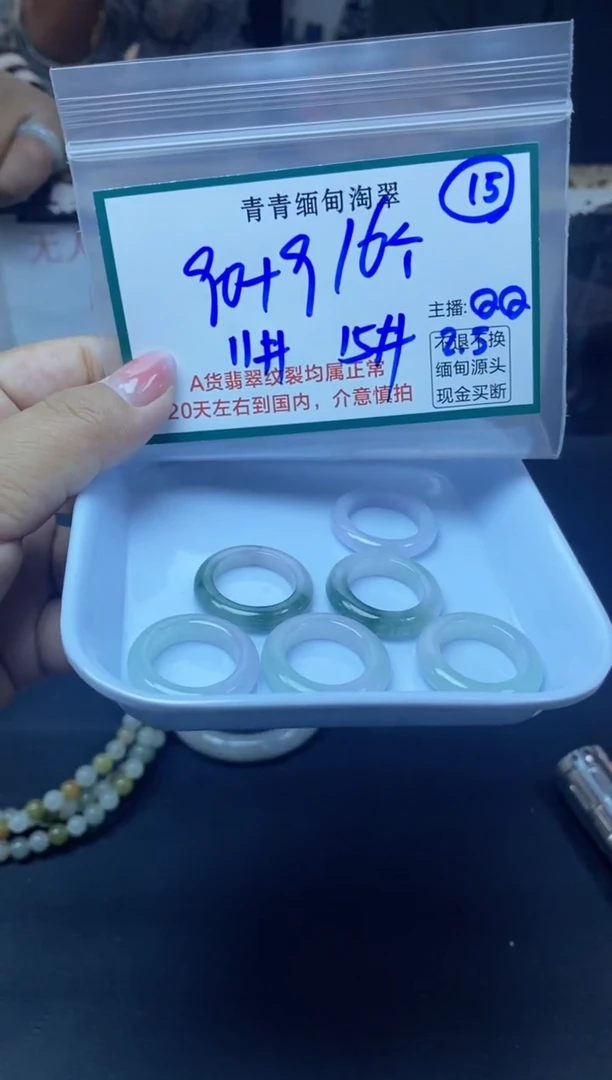 青青缅甸淘翠
15
90+9 16个
主播:QQ
11# 15#
2.5
不退不换
缅甸源头
现金买断
A货翡翠纹裂均属正常
20天左右到国内，介意慎拍